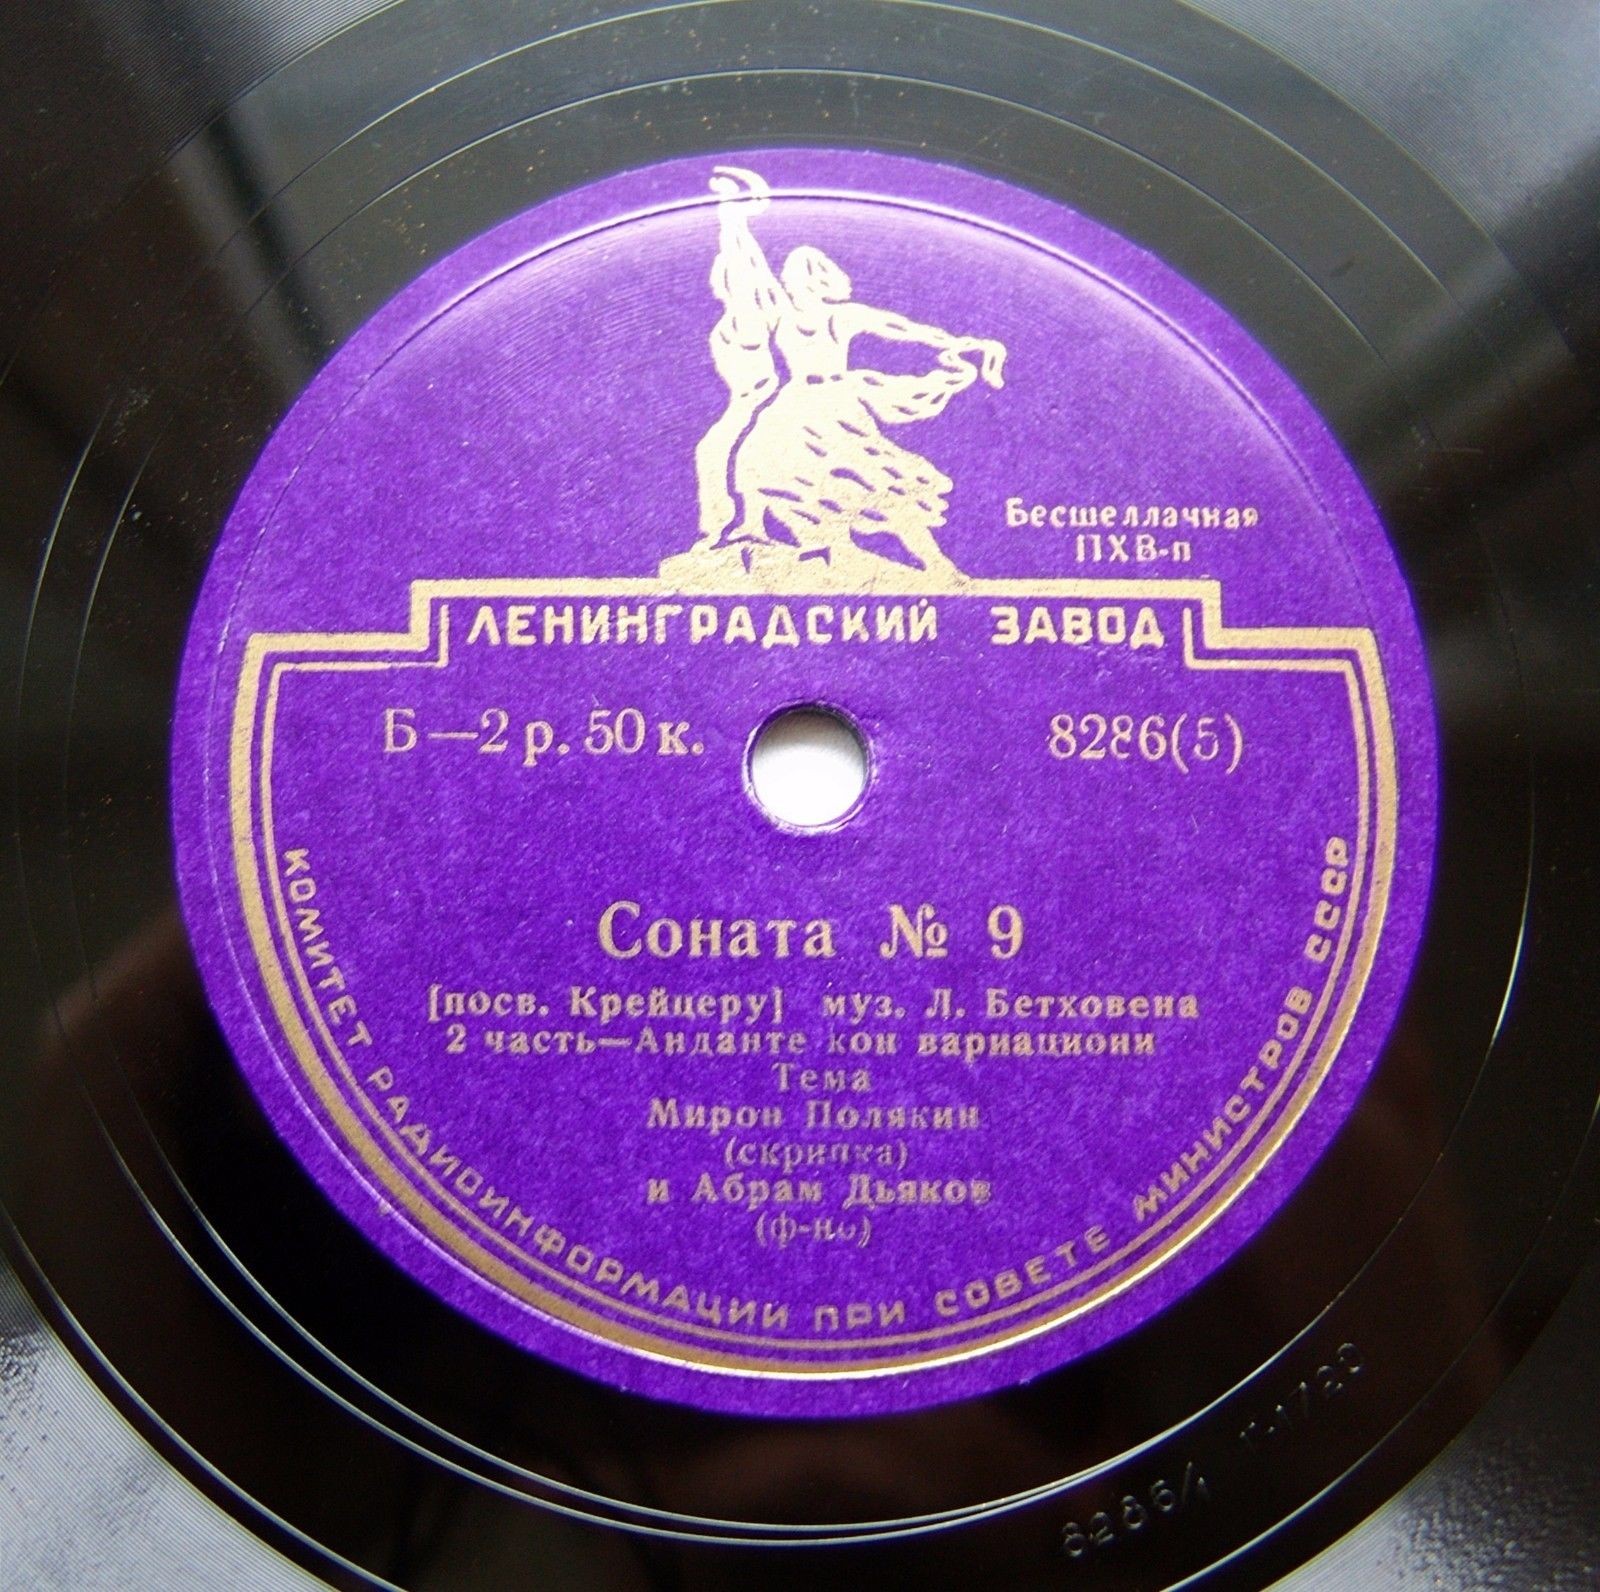 Бесшеллачная
ПХВ-п
ЛЕНИНГРАДСКИЙ ЗАВОД
Б—2 р. 50 к.
8286(5)
Соната № 9
[посв. Крейцеру] муз. Л. Бетховена
2 часть—Анданте кон вариациони
Тема
Мирон Полякин
(скрипка)
и Абрам Дьяков
(ф-но)
КОМИТЕТ РАДИОИНФОРМАЦИИ ПРИ СОВЕТЕ МИНИСТРОВ СССР